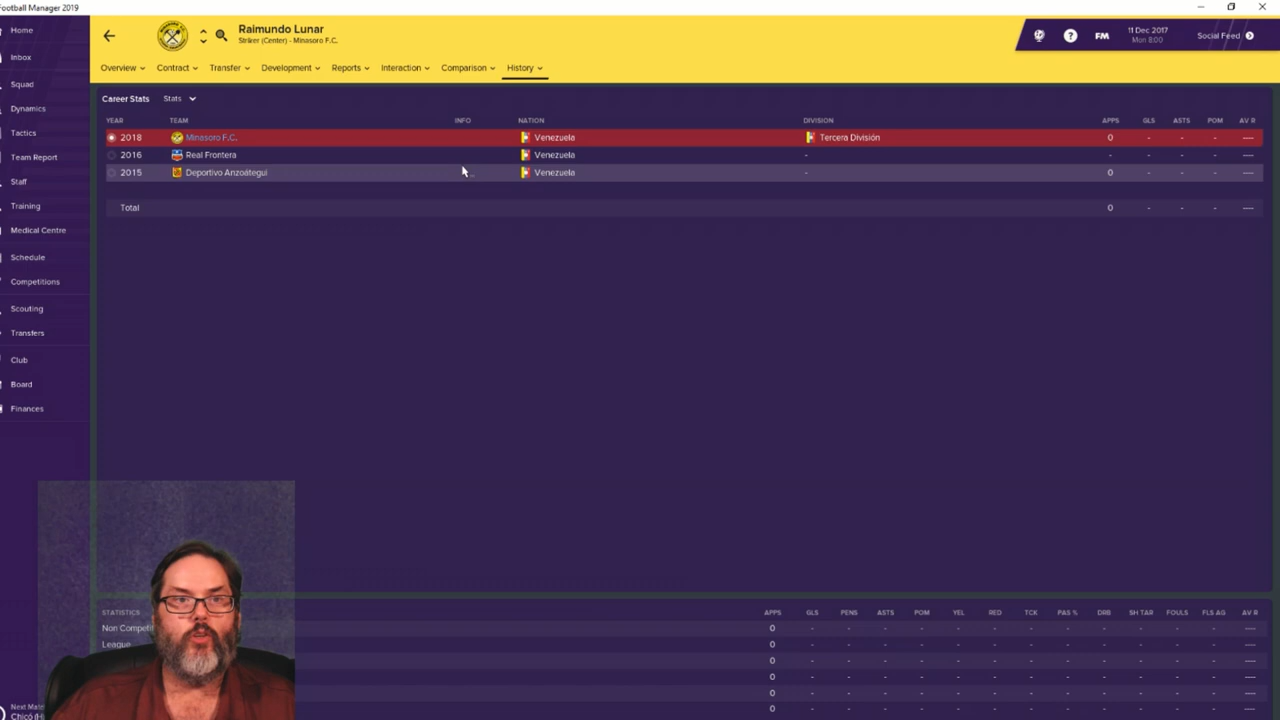 Football Manager 2019
Raimundo Lunar
Striker (Center) - Minasoro F.C.
11 Dec 2017
Mon 8:00
FM
Social Feed
Overview Contract Transfer Development Reports Interaction Comparison History
Home
Inbox
Squad
Dynamics
Tactics
Team Report
Staff
Training
Medical Centre
Schedule
Competitions
Scouting
Transfers
Club
Board
Finances
Career Stats Stats
YEAR TEAM INFO NATION DIVISION APPS GLS ASTS POM AV R
2018 Minasoro F.C. Venezuela Tercera División 0 - - - ----
2016 Real Frontera Venezuela - - - - - ----
2015 Deportivo Anzoátegui Venezuela - 0 - - - ----
Total 0 - - - ----
STATISTICS APPS GLS PENS ASTS POM YEL RED TCK PAS % DRB SH TAR FOULS FLS AG AV R
Non Competi 0 - - - - - - - - - - - - ----
League 0 - - - - - - - - - - - - ----
0 - - - - - - - - - - - - ----
0 - - - - - - - - - - - - ----
0 - - - - - - - - - - - - ----
0 - - - - - - - - - - - - ----
Next Mat
Chicó (H